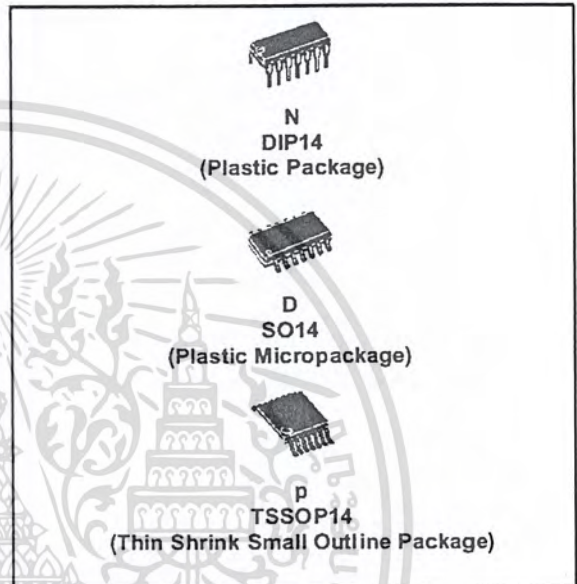 N
DIP14
(Plastic Package)
D
SO14
(Plastic Micropackage)
P
TSSOP14
(Thin Shrink Small Outline Package)